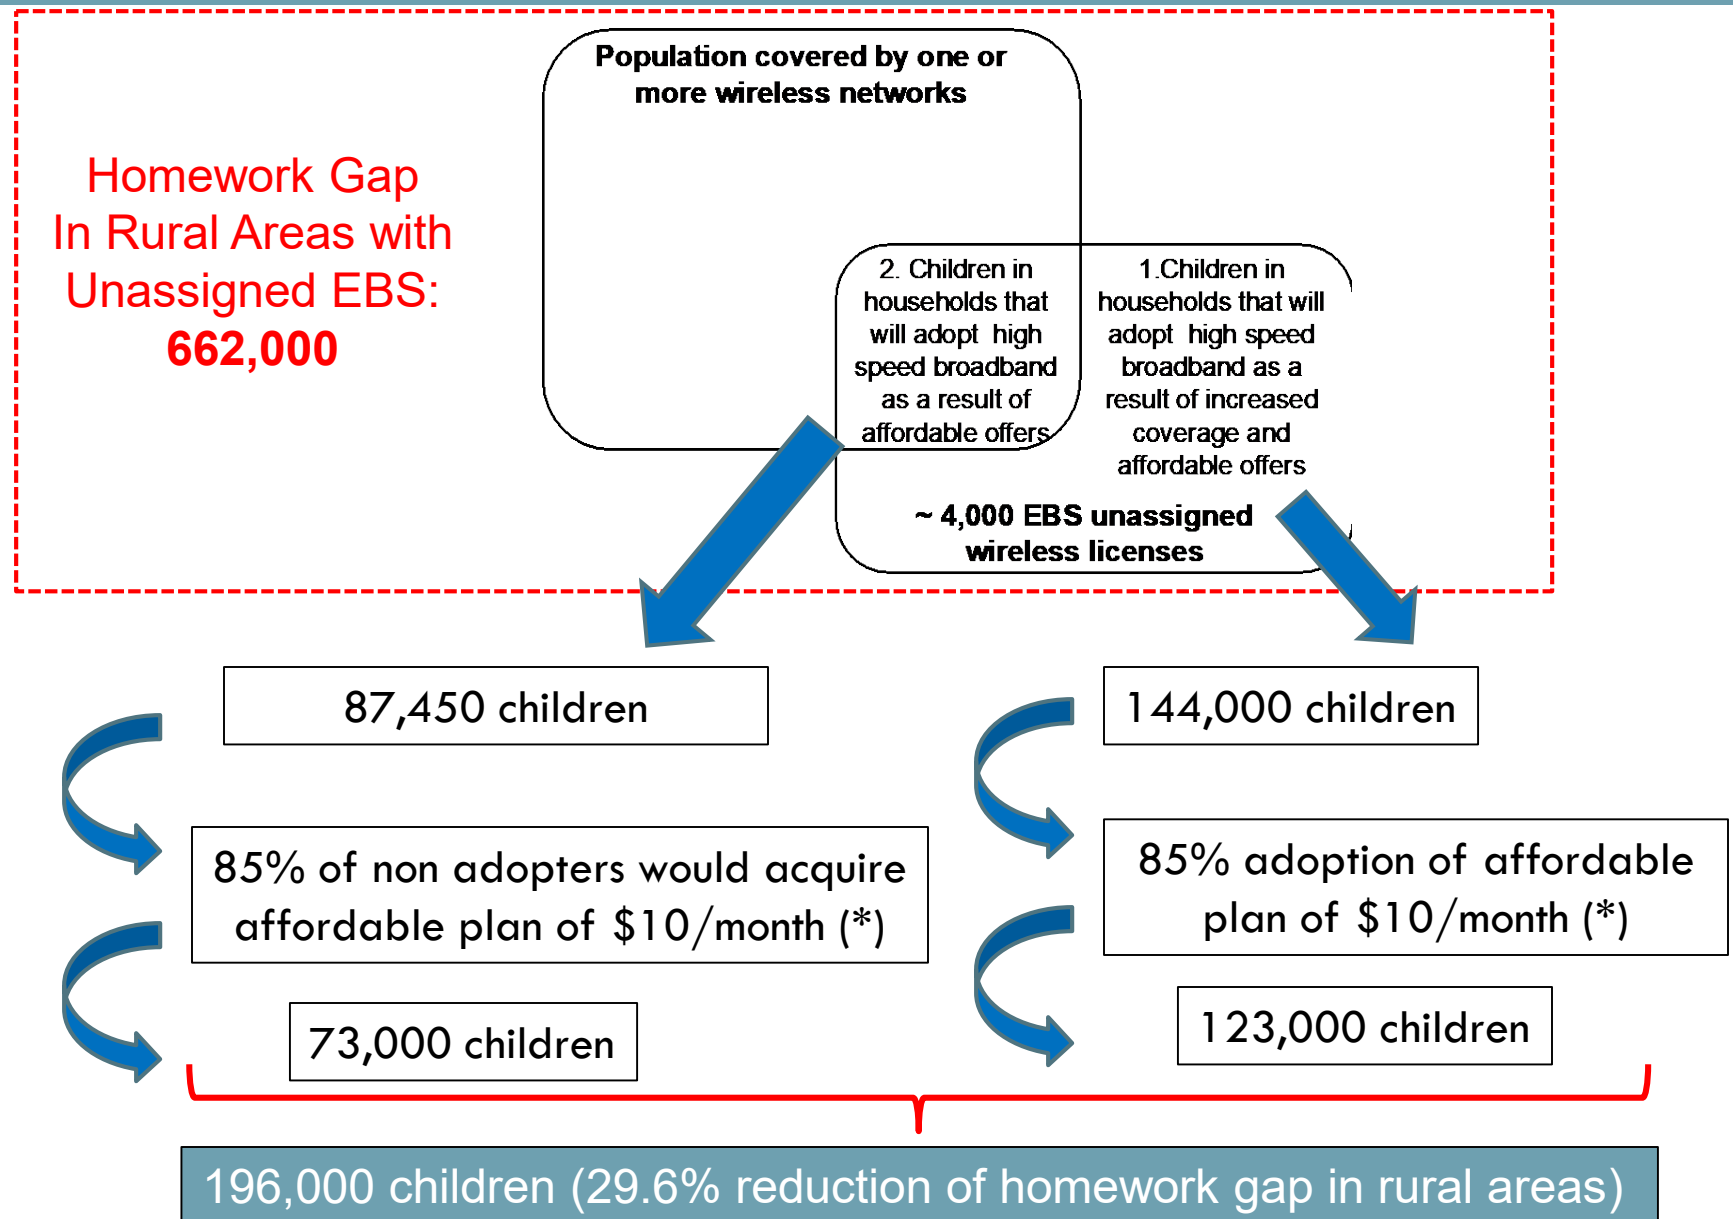 Population covered by one or
more wireless networks
Homework Gap
In Rural Areas with
Unassigned EBS:
662,000
2. Children in
households that
will adopt high
speed broadband
as a result of
affordable offers
1.Children in
households that will
adopt high speed
broadband as a
result of increased
coverage and
affordable offers
~ 4,000 EBS unassigned
wireless licenses
87,450 children
144,000 children
85% of non adopters would acquire
affordable plan of $10/month (*)
85% adoption of affordable
plan of $10/month (*)
73,000 children
123,000 children
196,000 children (29.6% reduction of homework gap in rural areas)